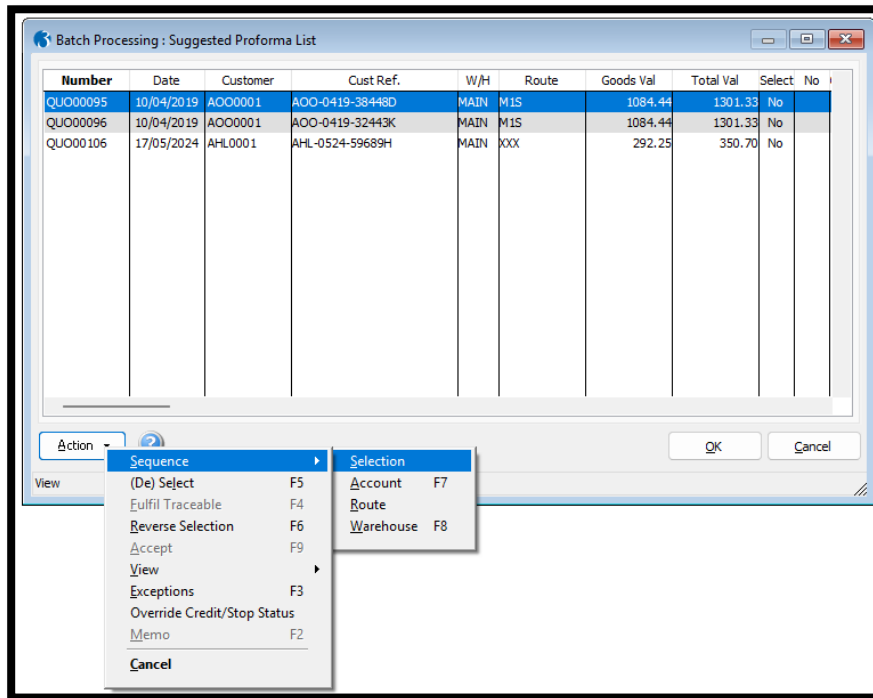 Batch Processing : Suggested Proforma List
Number Date Customer Cust Ref. W/H Route Goods Val Total Val Select No
QUO00095 10/04/2019 AOO0001 AOO-0419-38448D MAIN M1S 1084.44 1301.33 No
QUO00096 10/04/2019 AOO0001 AOO-0419-32443K MAIN M1S 1084.44 1301.33 No
QUO00106 17/05/2024 AHL0001 AHL-0524-59689H MAIN XXX 292.25 350.70 No
Action ? OK Cancel
View
Sequence
(De) Select F5
Fulfil Traceable F4
Reverse Selection F6
Accept F9
View
Exceptions F3
Override Credit/Stop Status
Memo F2
Cancel
Selection
Account F7
Route
Warehouse F8